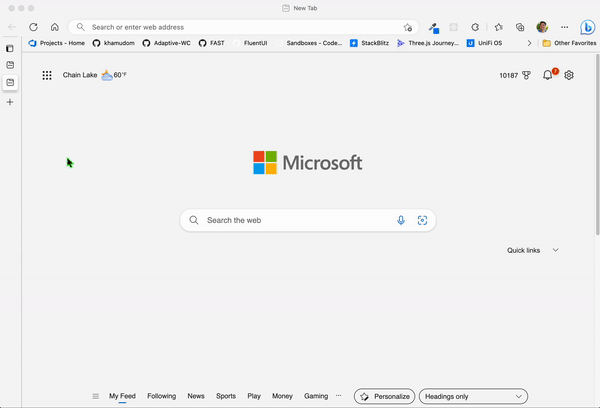 New Tab
Search or enter web address
Projects - Home khamudom Adaptive-WC FAST FluentUI Sandboxes - Code... StackBlitz Three.js Journey... UniFi OS Other Favorites
Chain Lake 60 °F 10187 7
Microsoft
Search the web
Quick links
My Feed Following News Sports Play Money Gaming ... Personalize Headings only